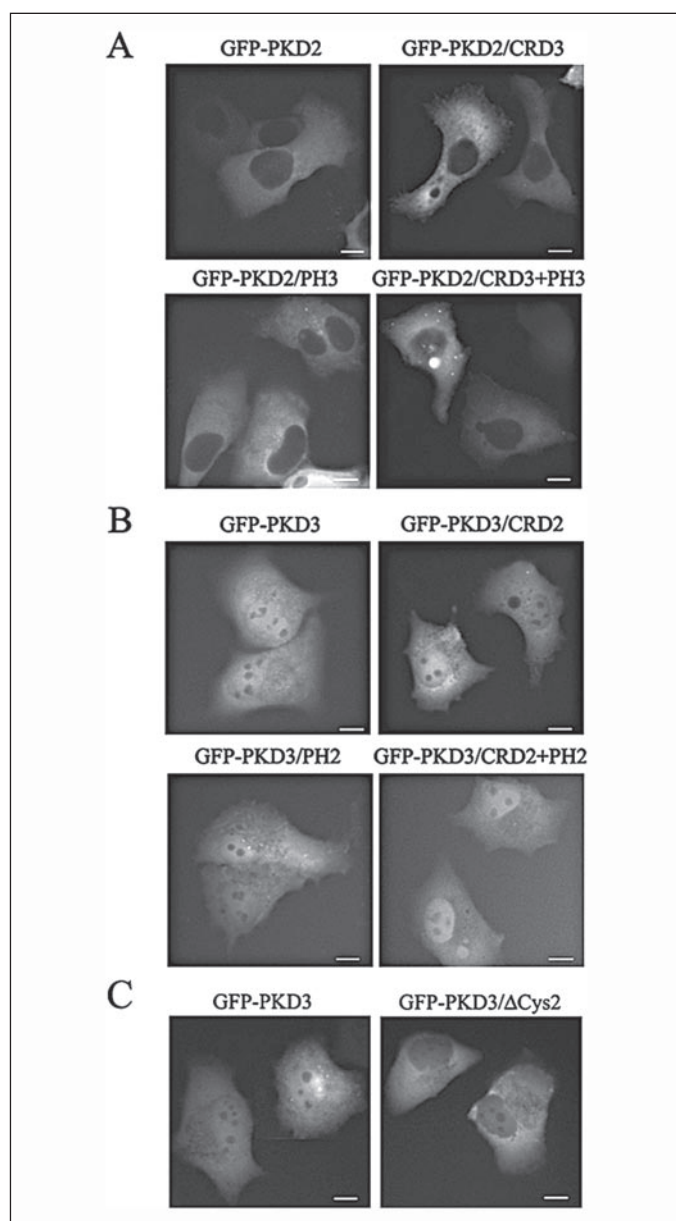 A
GFP-PKD2 GFP-PKD2/CRD3
GFP-PKD2/PH3 GFP-PKD2/CRD3+PH3
B
GFP-PKD3 GFP-PKD3/CRD2
GFP-PKD3/PH2 GFP-PKD3/CRD2+PH2
C
GFP-PKD3 GFP-PKD3/ΔCys2